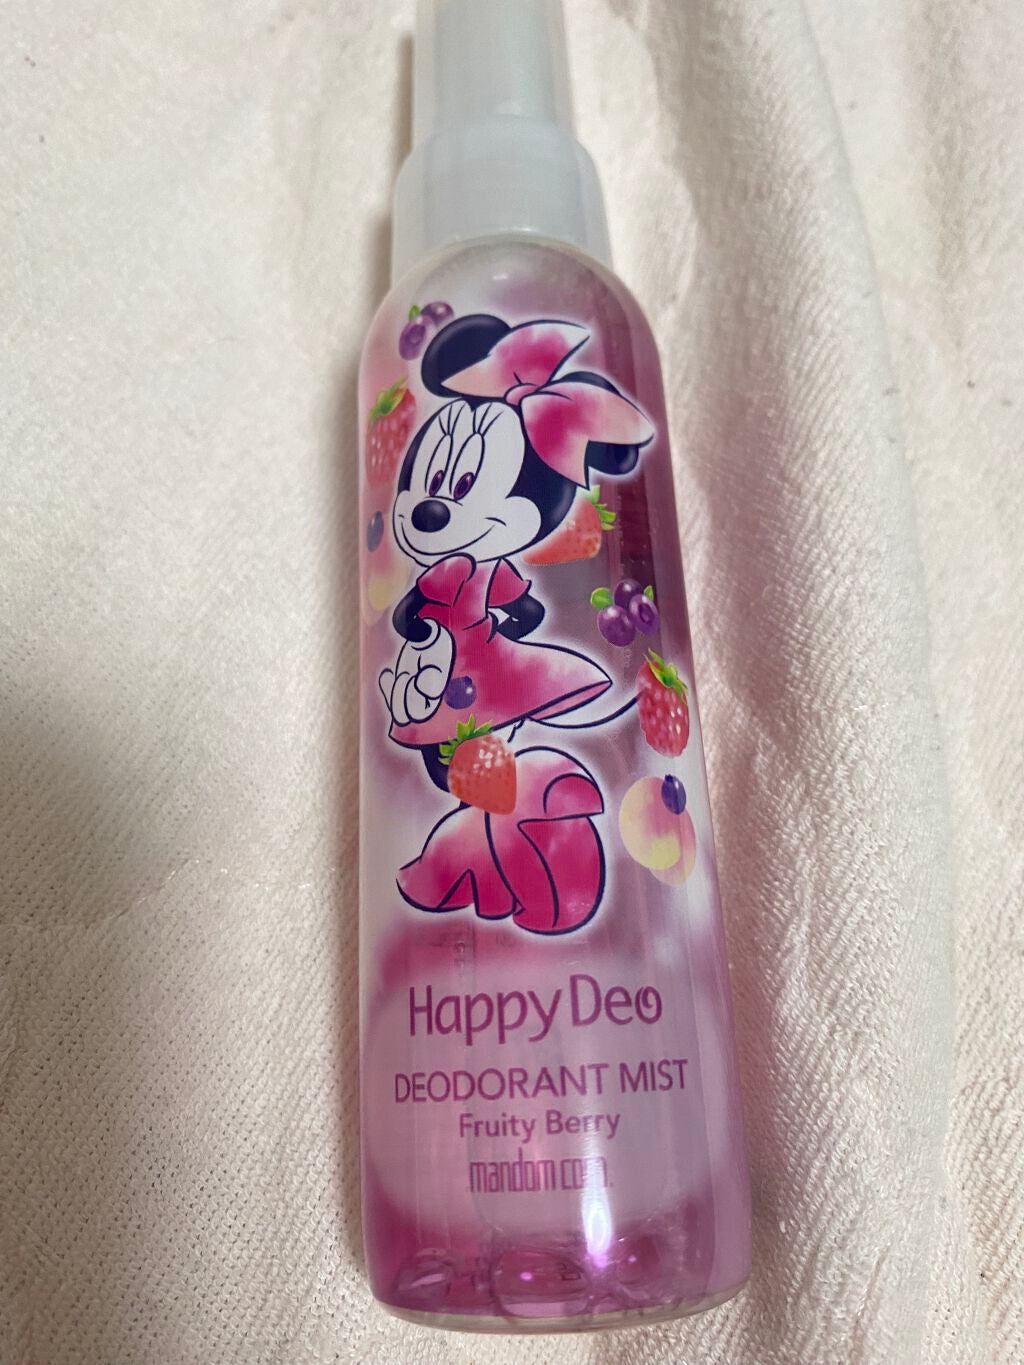 Happy Deo
DEODORANT MIST
Fruity Berry
mandom corp.